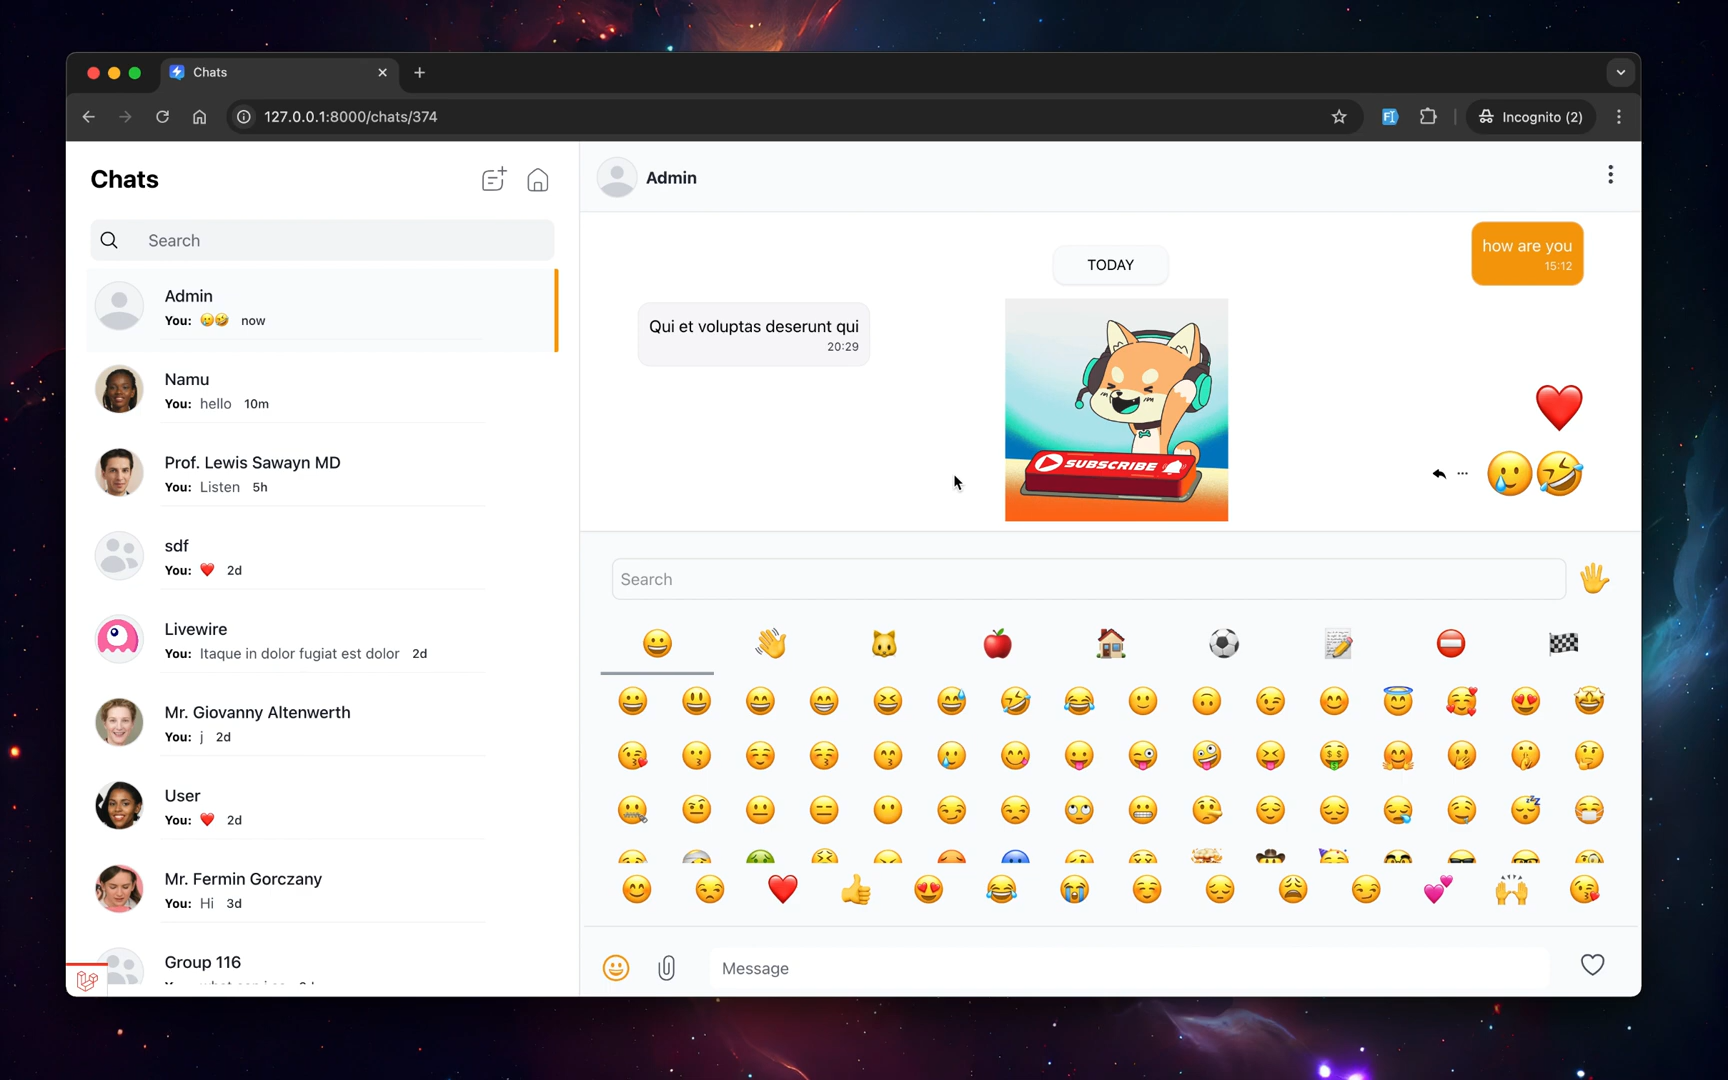 Chats
127.0.0.1:8000/chats/374
Incognito (2)
Chats
Search
Admin
You: 🥲🤣 now
Namu
You: hello 10m
Prof. Lewis Sawayn MD
You: Listen 5h
sdf
You: ❤️ 2d
Livewire
You: Itaque in dolor fugiat est dolor 2d
Mr. Giovanny Altenwerth
You: j 2d
User
You: ❤️ 2d
Mr. Fermin Gorczany
You: Hi 3d
Group 116
Admin
how are you
15:12
TODAY
Qui et voluptas deserunt qui
20:29
SUBSCRIBE
Search
Message